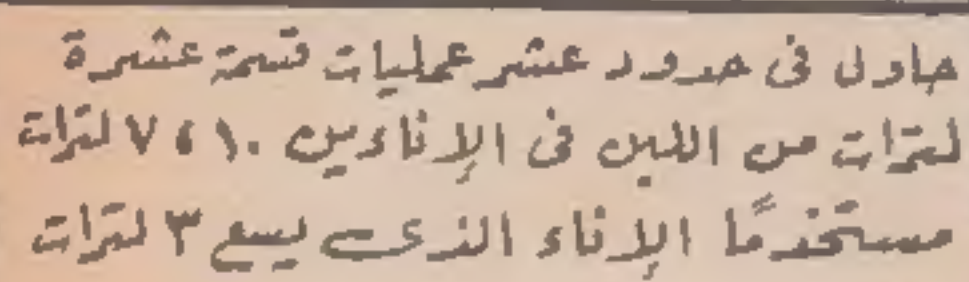 حاول فى حدود عشر عمليات قسمة عشرة
لترات من اللبن فى الإناءين ١٠ ، ٧ لترات
مستخدمًا الإناء الذى يسع ٣ لترات